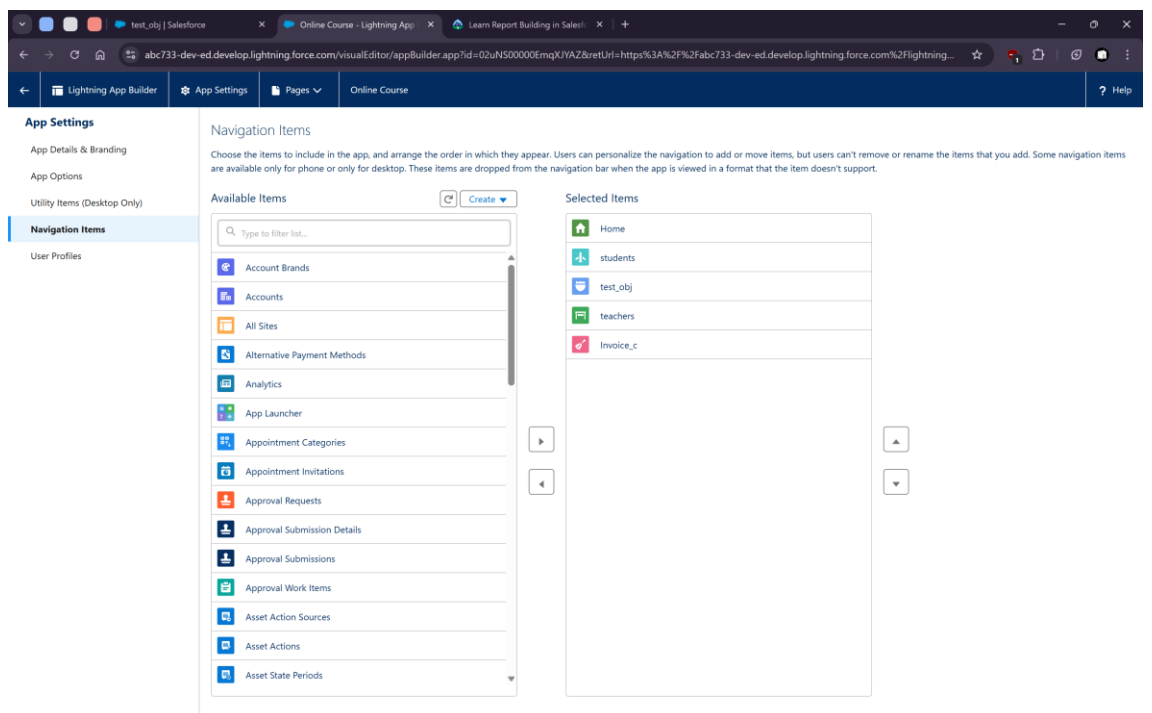 test_obj | Salesforce
Online Course - Lightning App
Learn Report Building in Salesf
abc733-dev-ed.develop.lightning.force.com/visualEditor/appBuilder.app?id=02uNS00000EmqXJYAZ&retUrl=https%3A%2F%2Fabc733-dev-ed.develop.lightning.force.com%2Flightning...
Lightning App Builder
App Settings
Pages
Online Course
? Help
App Settings
App Details & Branding
App Options
Utility Items (Desktop Only)
Navigation Items
User Profiles
Navigation Items
Choose the items to include in the app, and arrange the order in which they appear. Users can personalize the navigation to add or move items, but users can't remove or rename the items that you add. Some navigation items
are available only for phone or only for desktop. These items are dropped from the navigation bar when the app is viewed in a format that the item doesn't support.
Available Items
Create
Type to filter list...
Account Brands
Accounts
All Sites
Alternative Payment Methods
Analytics
App Launcher
Appointment Categories
Appointment Invitations
Approval Requests
Approval Submission Details
Approval Submissions
Approval Work Items
Asset Action Sources
Asset Actions
Asset State Periods
Selected Items
Home
students
test_obj
teachers
Invoice_c